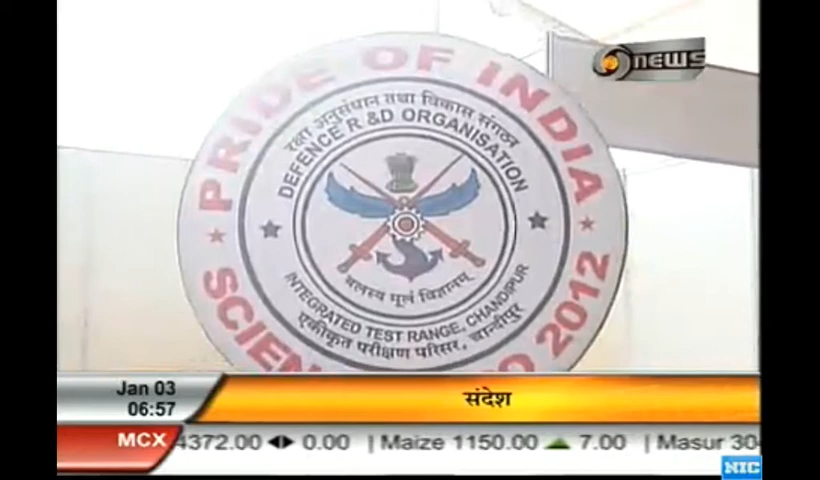 NEWS
PRIDE OF INDIA
रक्षा अनुसंधान तथा विकास संगठन
DEFENCE R & D ORGANISATION
बलस्य मूलं विज्ञानम्
INTEGRATED TEST RANGE, CHANDIPUR
एकीकृत परीक्षण परिसर, चान्दीपुर
2012
Jan 03
06:57
संदेश
MCX 4372.00 0.00 | Maize 1150.00 7.00 | Masur
NIC